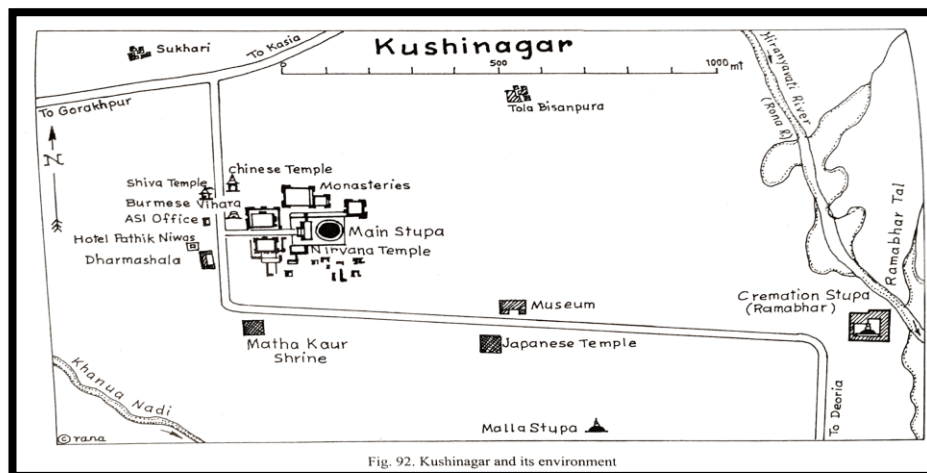 Kushinagar
Sukhari
To Kasia
To Gorakhpur
0 500 1000 mt
Tola Bisanpura
Hiranyavati River
(Rona R.)
N
Chinese Temple
Shiva Temple
Monasteries
Burmese Vihara
ASI Office
Main Stupa
Hotel Pathik Niwas
Nirvana Temple
Dharmashala
Ramabhar Tal
Museum
Cremation Stupa
(Ramabhar)
Matha Kaur
Shrine
Japanese Temple
Khanua Nadi
To Deoria
Malla Stupa
© rana
Fig. 92. Kushinagar and its environment